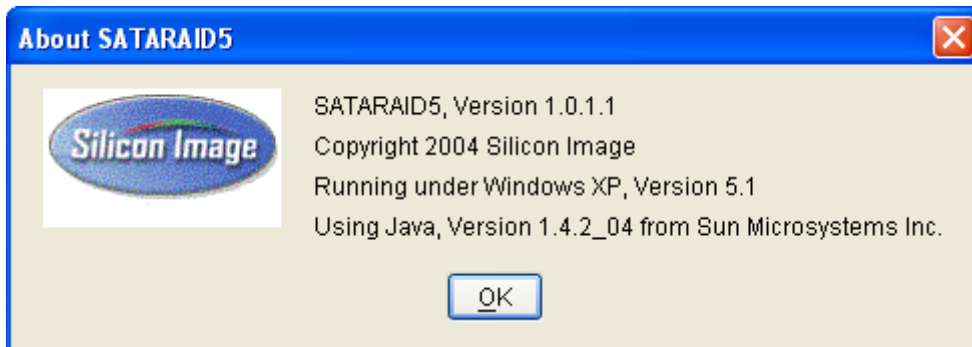 About SATARAID5
Silicon Image
SATARAID5, Version 1.0.1.1
Copyright 2004 Silicon Image
Running under Windows XP, Version 5.1
Using Java, Version 1.4.2_04 from Sun Microsystems Inc.
OK